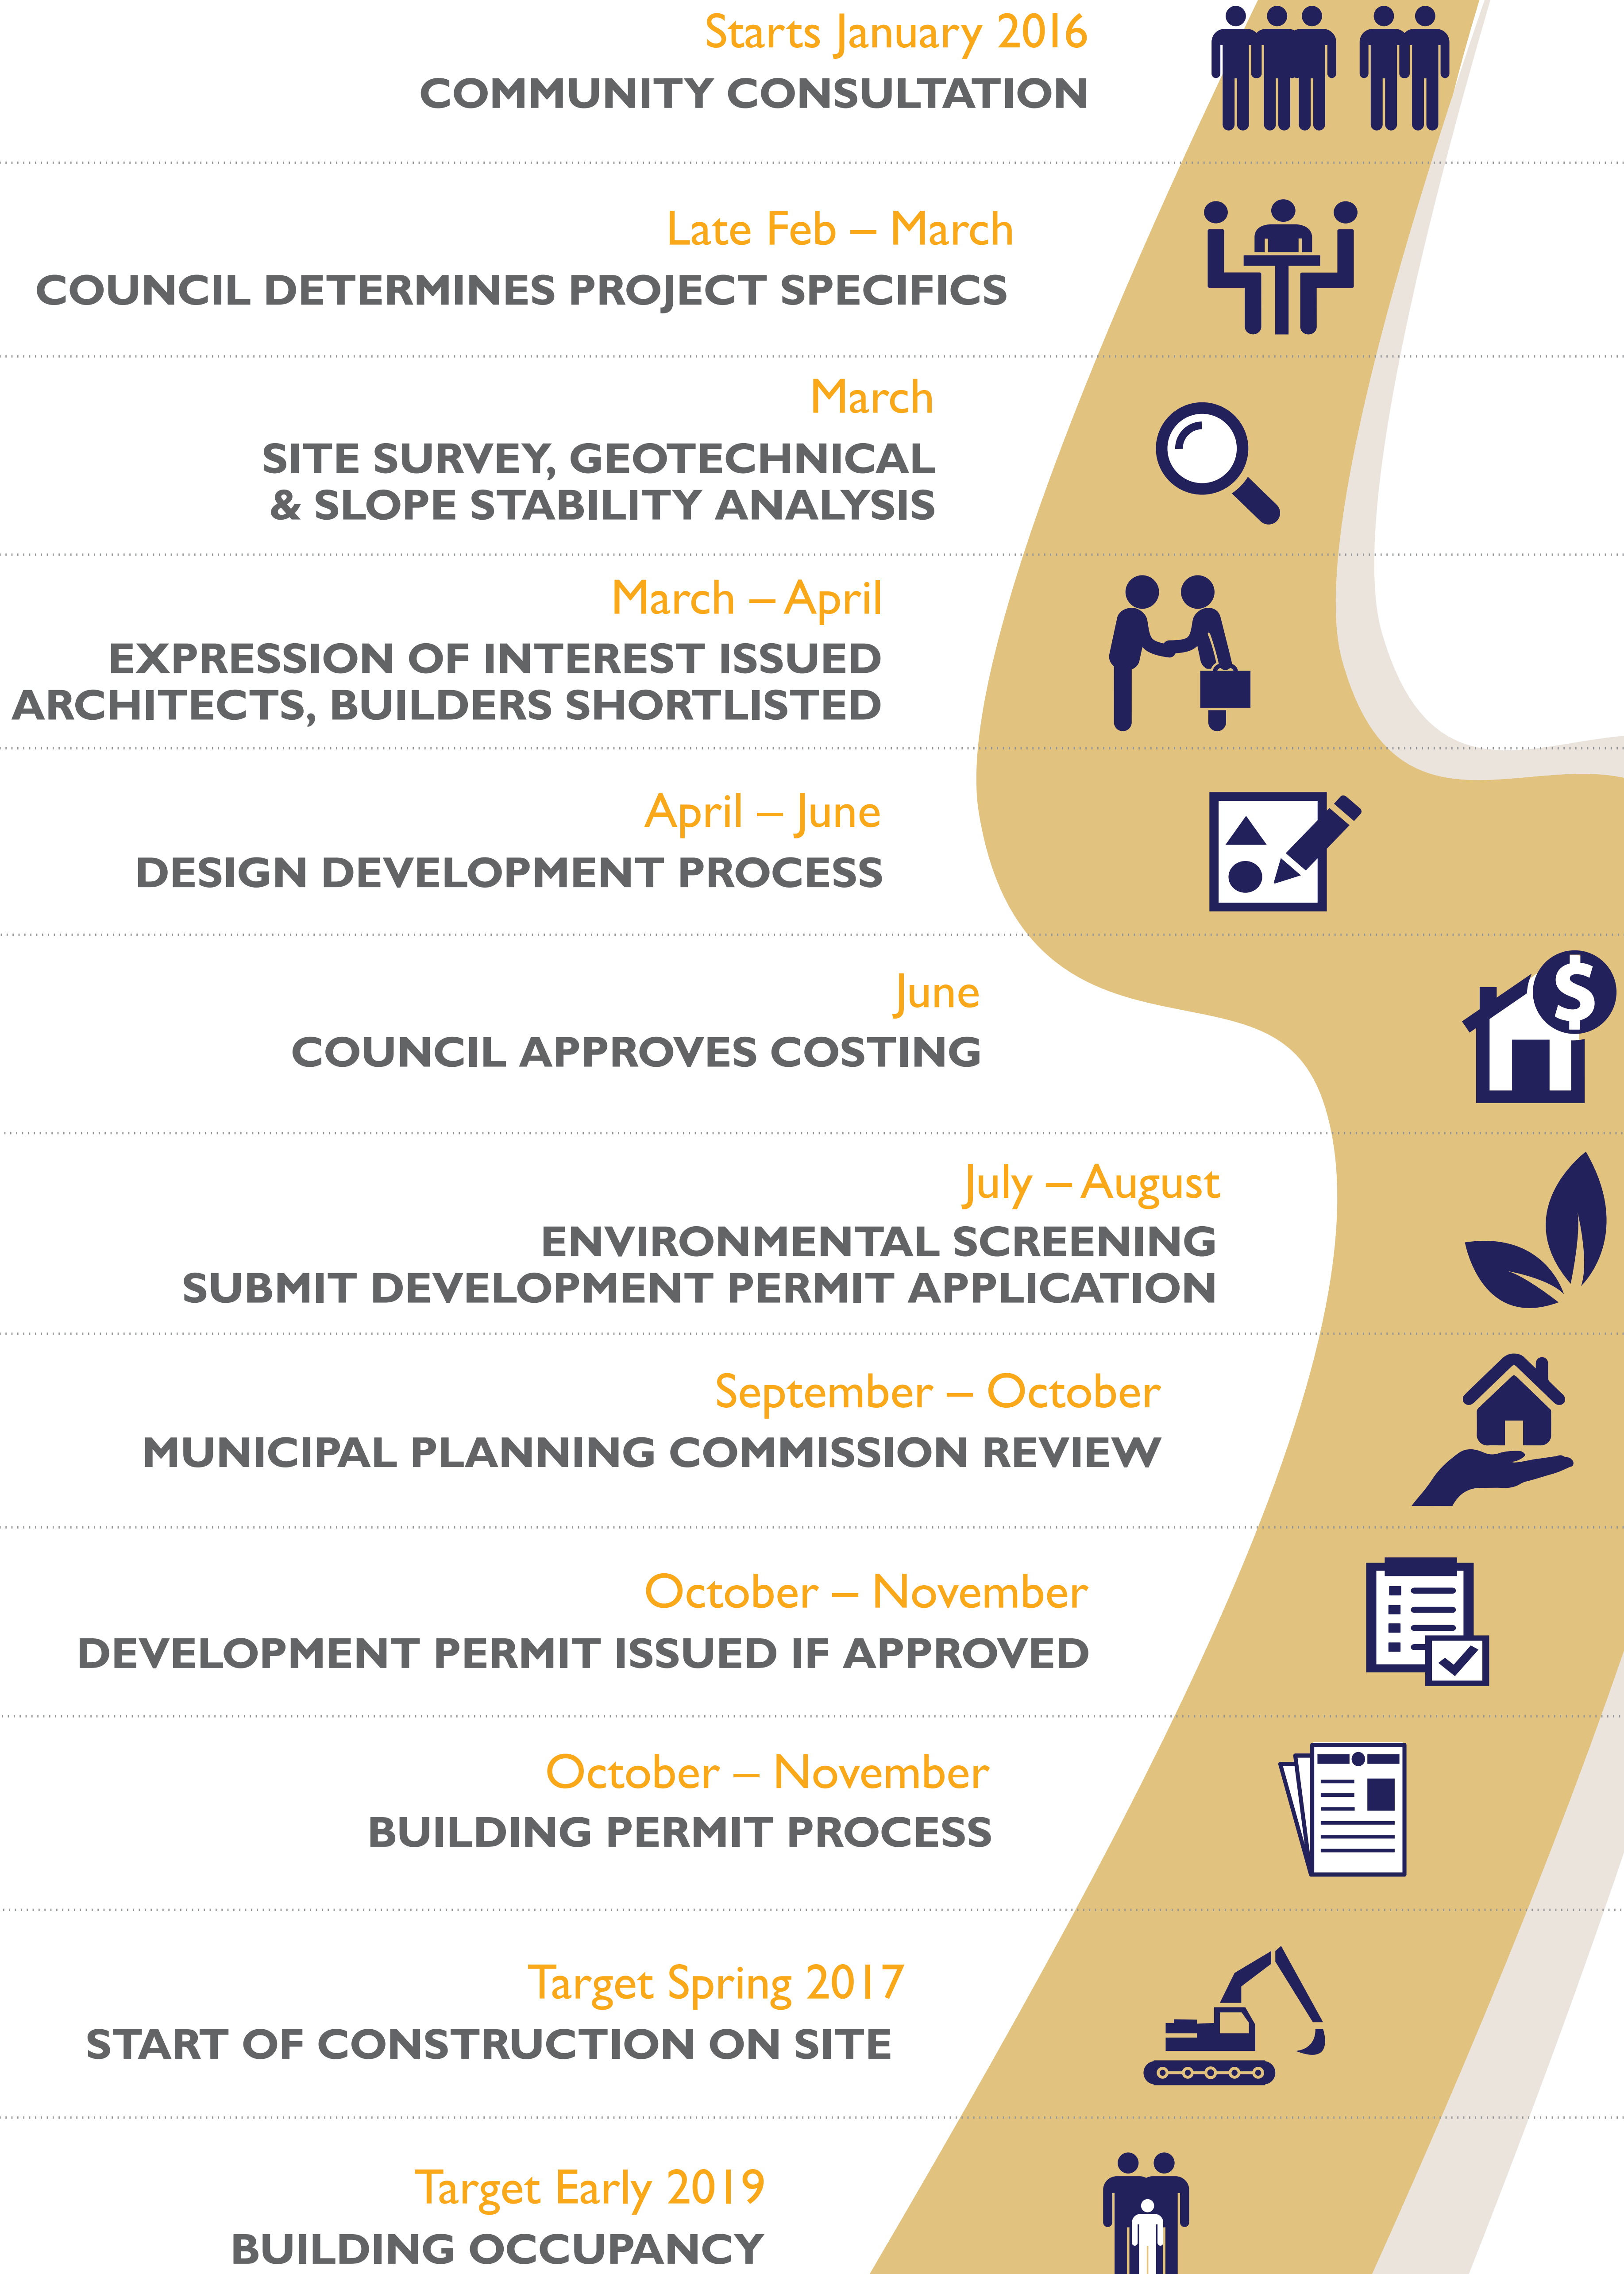 Starts January 2016
COMMUNITY CONSULTATION
Late Feb – March
COUNCIL DETERMINES PROJECT SPECIFICS
March
SITE SURVEY, GEOTECHNICAL
& SLOPE STABILITY ANALYSIS
March – April
EXPRESSION OF INTEREST ISSUED
ARCHITECTS, BUILDERS SHORTLISTED
April – June
DESIGN DEVELOPMENT PROCESS
June
COUNCIL APPROVES COSTING
$
July – August
ENVIRONMENTAL SCREENING
SUBMIT DEVELOPMENT PERMIT APPLICATION
September – October
MUNICIPAL PLANNING COMMISSION REVIEW
October – November
DEVELOPMENT PERMIT ISSUED IF APPROVED
October – November
BUILDING PERMIT PROCESS
Target Spring 2017
START OF CONSTRUCTION ON SITE
Target Early 2019
BUILDING OCCUPANCY